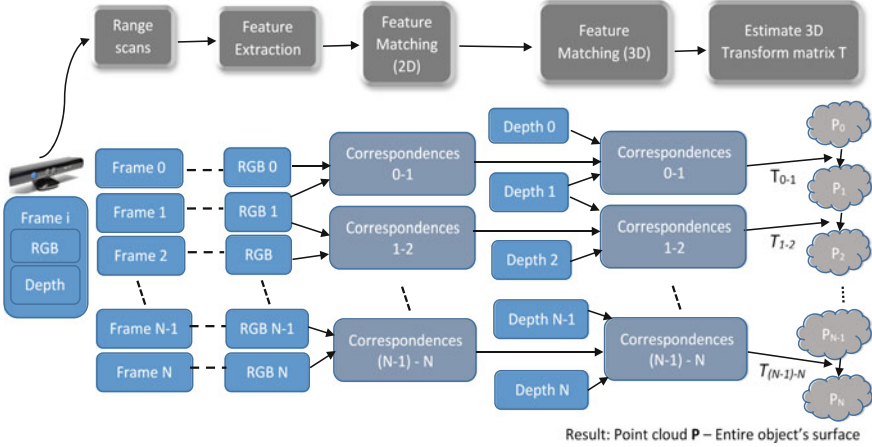 Range
scans
Feature
Extraction
Feature
Matching
(2D)
Feature
Matching (3D)
Estimate 3D
Transform matrix T
Frame i
RGB
Depth
Frame 0
RGB 0
Correspondences
0-1
Depth 0
Correspondences
0-1
T0-1
P0
Frame 1
RGB 1
Depth 1
P1
Frame 2
RGB
Correspondences
1-2
Depth 2
Correspondences
1-2
T1-2
P2
Frame N-1
RGB N-1
Correspondences
(N-1) - N
Depth N-1
Correspondences
(N-1) - N
T(N-1)-N
PN-1
Frame N
RGB N
Depth N
PN
Result: Point cloud P – Entire object's surface